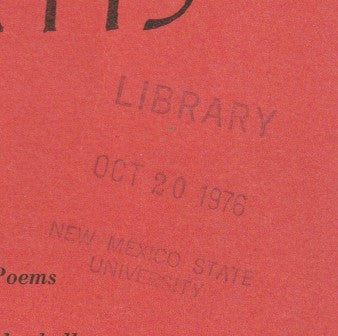 LIBRARY
OCT 20 1976
NEW MEXICO STATE
UNIVERSITY
Poems